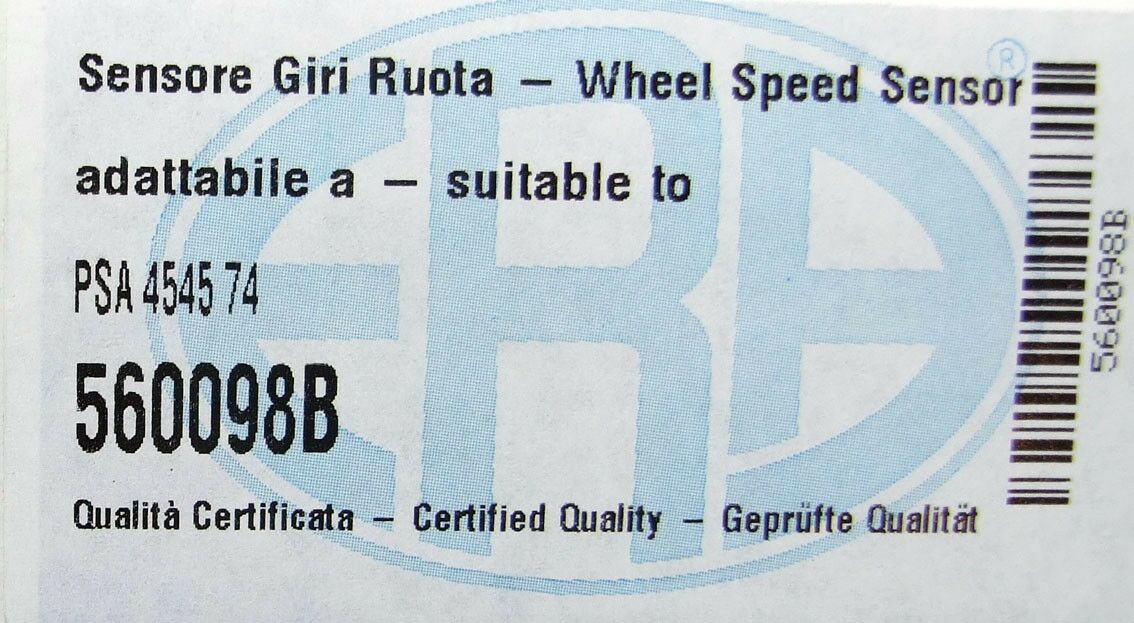 Sensore Giri Ruota – Wheel Speed Sensor
adattabile a – suitable to
PSA 4545 74
560098B
Qualità Certificata – Certified Quality – Geprüfte Qualität
560098B
ERA
®